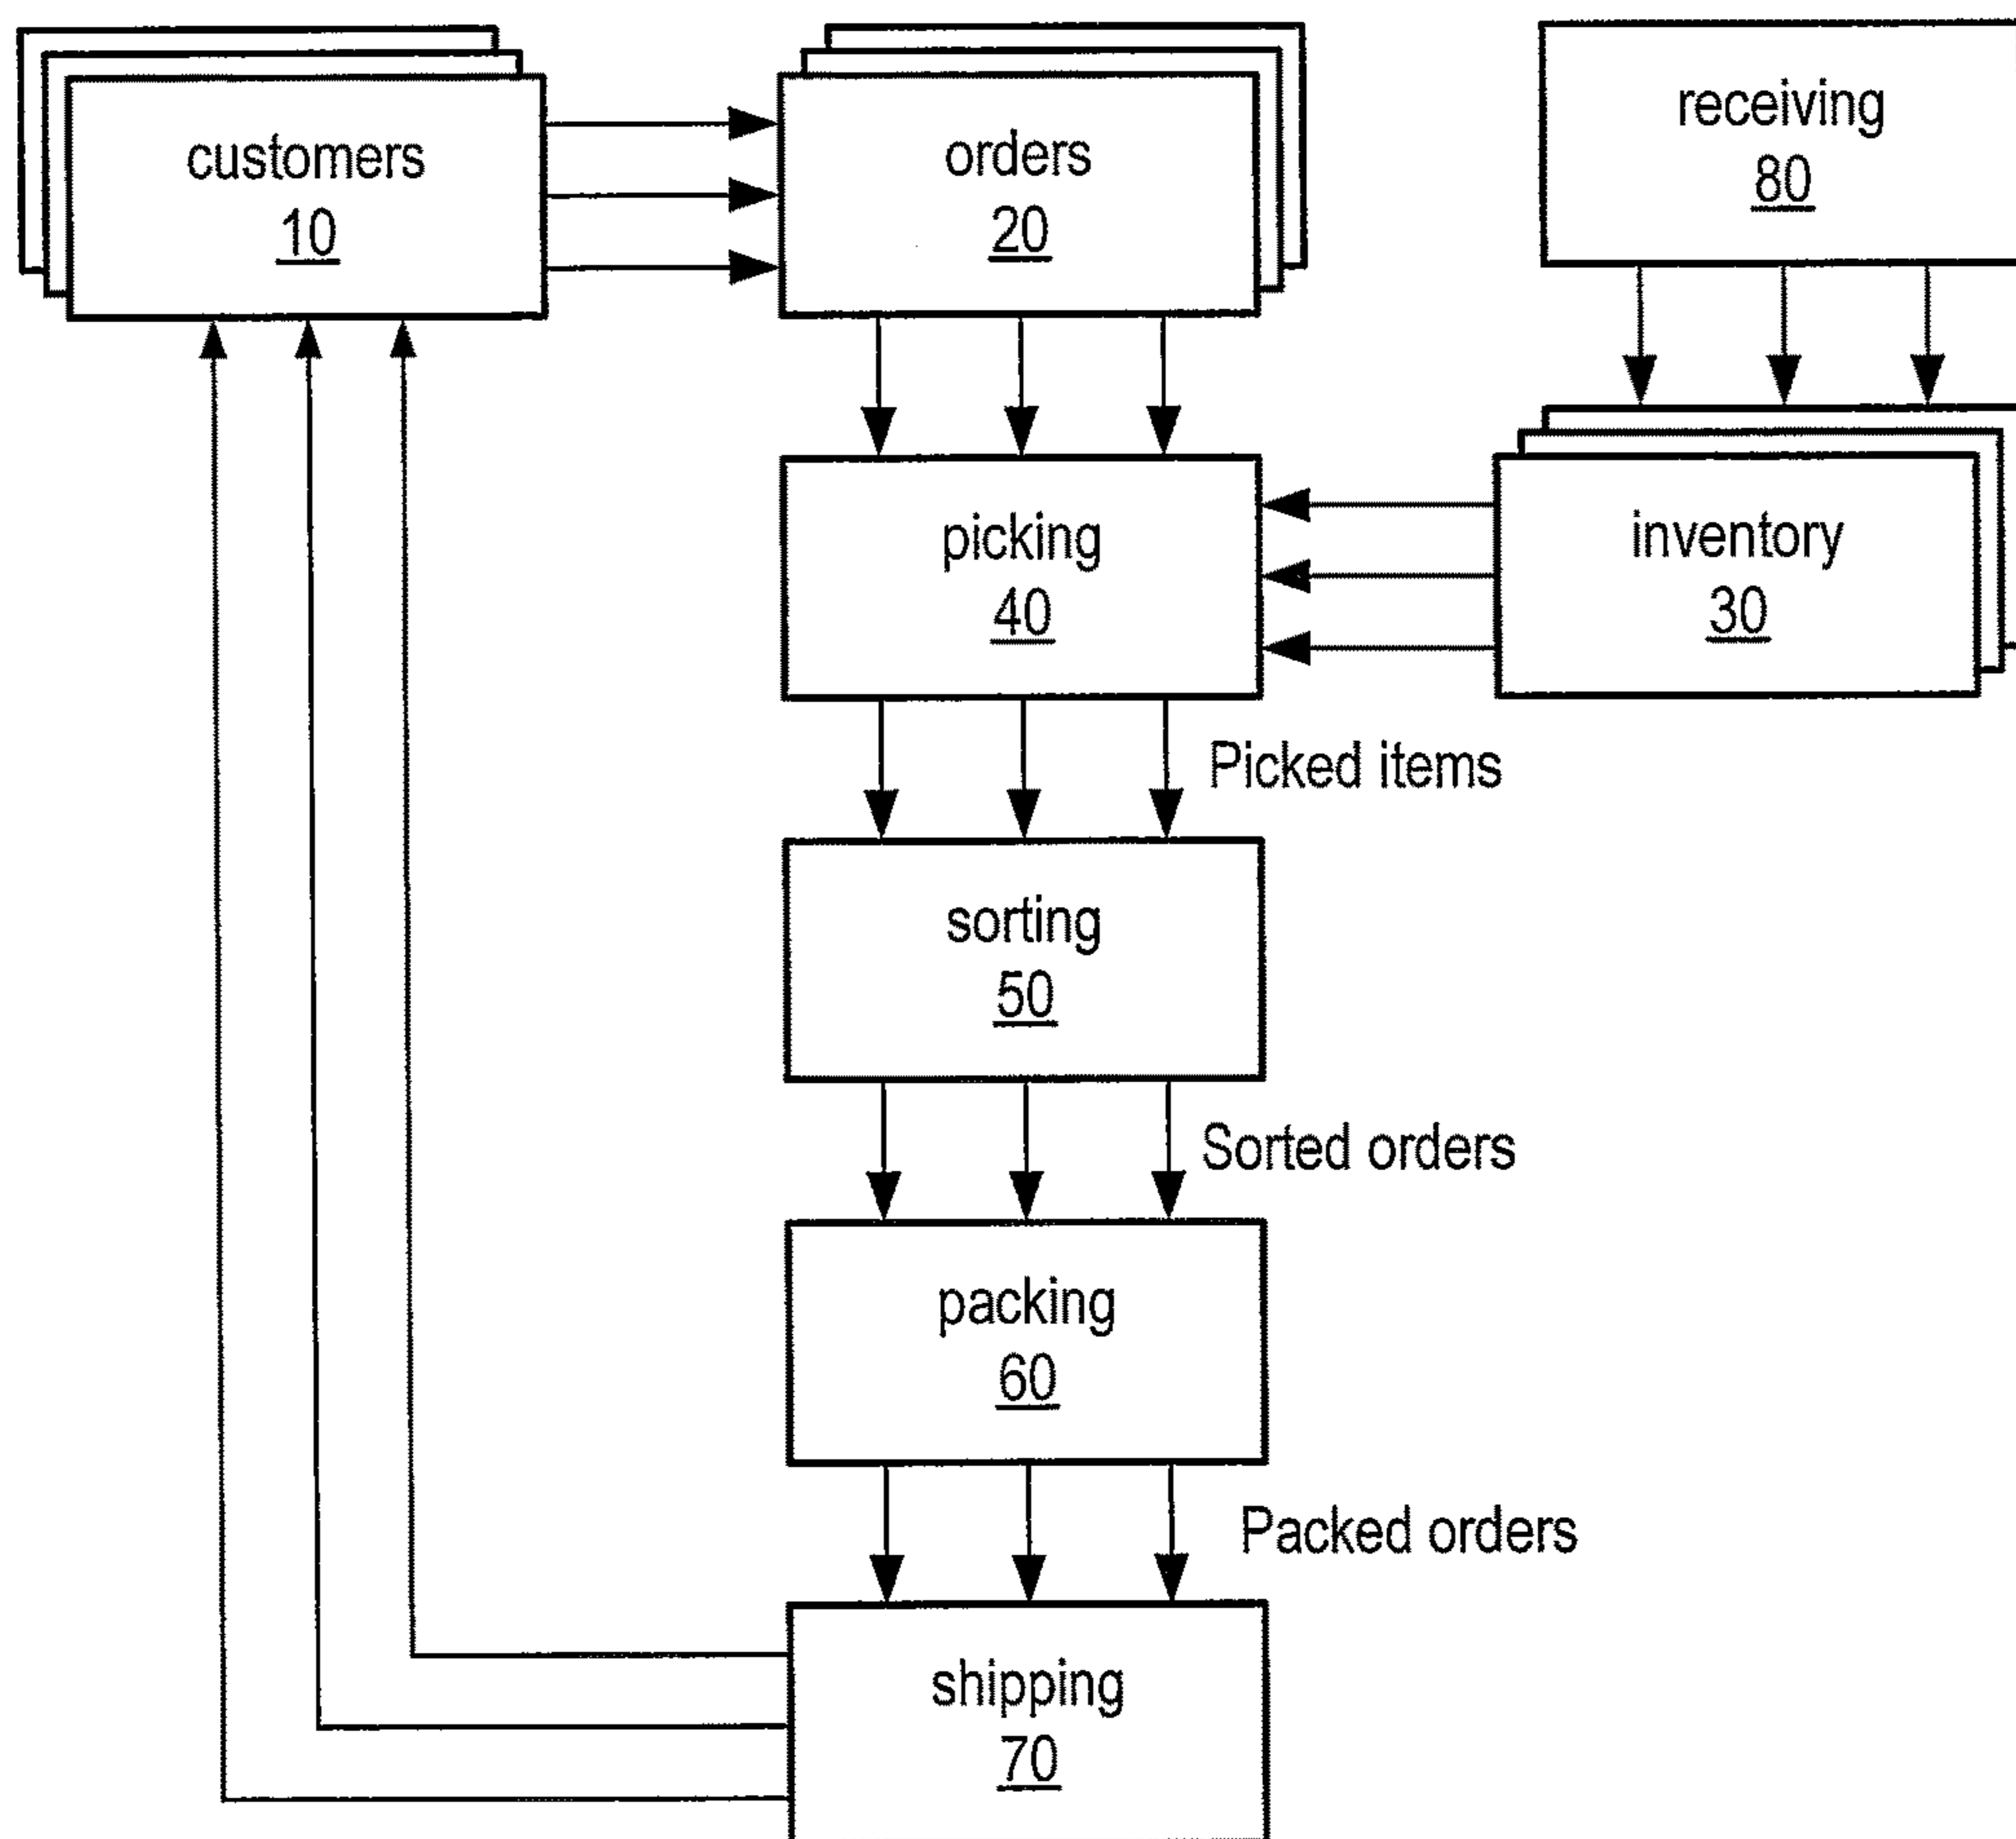 customers
10
orders
20
receiving
80
picking
40
inventory
30
Picked items
sorting
50
Sorted orders
packing
60
Packed orders
shipping
70